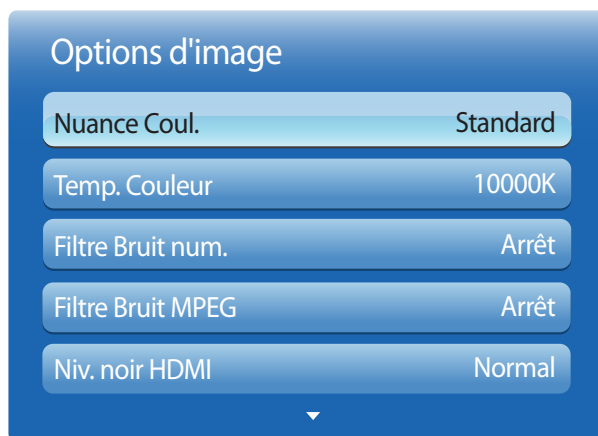 Options d'image
Nuance Coul. Standard
Temp. Couleur 10000K
Filtre Bruit num. Arrêt
Filtre Bruit MPEG Arrêt
Niv. noir HDMI Normal